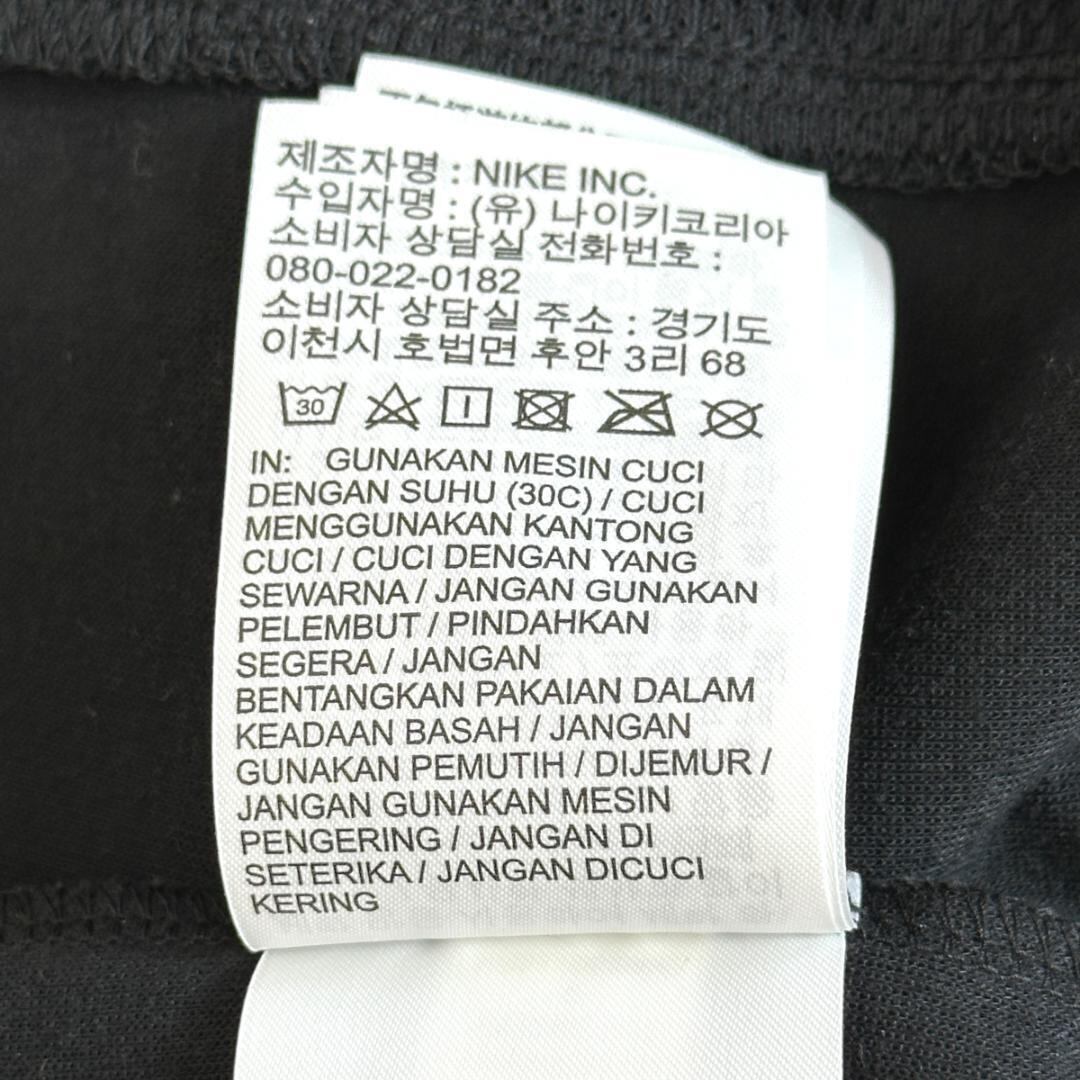 제조자명 : NIKE INC.
수입자명 : (유) 나이키코리아
소비자 상담실 전화번호 :
080-022-0182
소비자 상담실 주소 : 경기도
이천시 호법면 후안 3리 68
30
IN: GUNAKAN MESIN CUCI
DENGAN SUHU (30C) / CUCI
MENGGUNAKAN KANTONG
CUCI / CUCI DENGAN YANG
SEWARNA / JANGAN GUNAKAN
PELEMBUT / PINDAHKAN
SEGERA / JANGAN
BENTANGKAN PAKAIAN DALAM
KEADAAN BASAH / JANGAN
GUNAKAN PEMUTIH / DIJEMUR /
JANGAN GUNAKAN MESIN
PENGERING / JANGAN DI
SETERIKA / JANGAN DICUCI
KERING